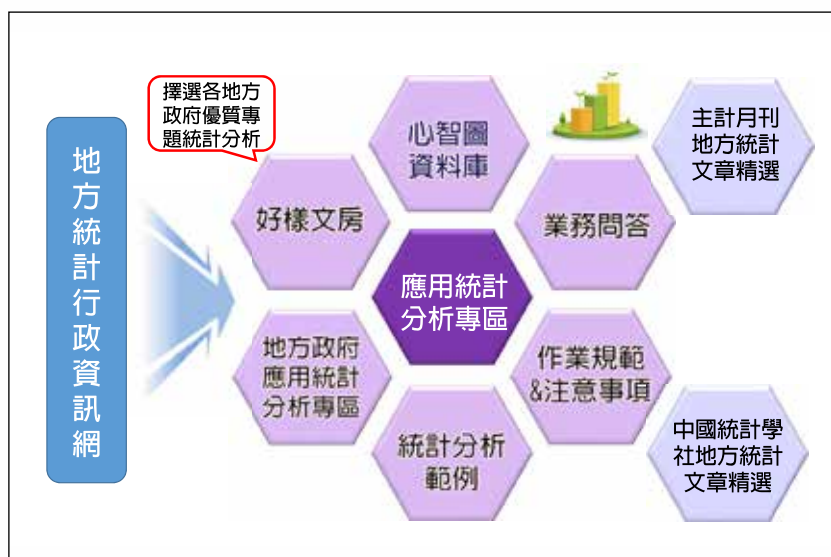 地方統計行政資訊網
擇選各地方
政府優質專
題統計分析
好樣文房
心智圖
資料庫
業務問答
主計月刊
地方統計
文章精選
應用統計
分析專區
地方政府
應用統計
分析專區
統計分析
範例
作業規範
&注意事項
中國統計學
社地方統計
文章精選